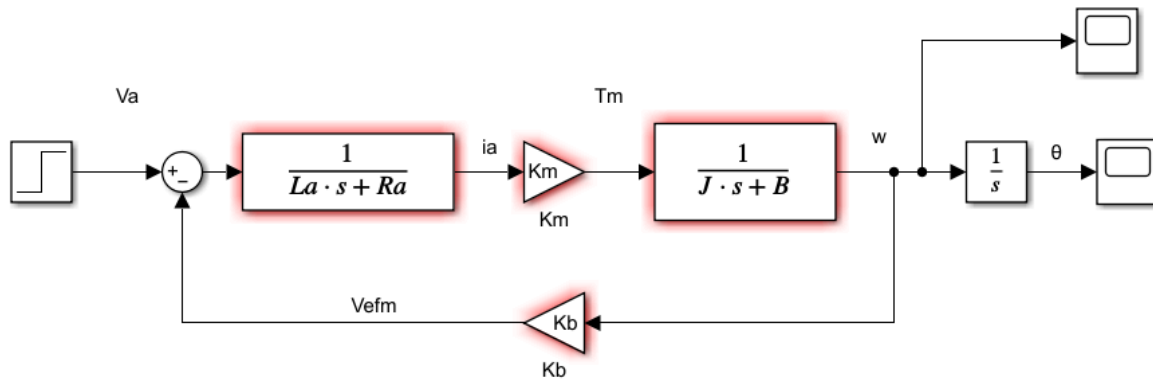 Va
Tm
+
−
1
La · s + Ra
ia
Km
Km
1
J · s + B
w
1
s
θ
Vefm
Kb
Kb